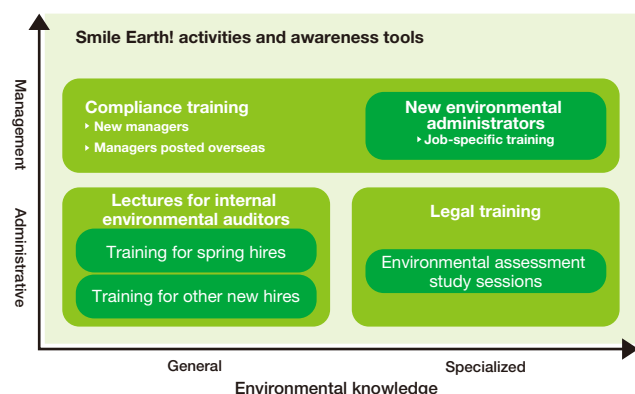 Smile Earth! activities and awareness tools
Management
Compliance training
‣ New managers
‣ Managers posted overseas
New environmental
administrators
‣ Job-specific training
Administrative
Lectures for internal
environmental auditors
Training for spring hires
Training for other new hires
Legal training
Environmental assessment
study sessions
General
Specialized
Environmental knowledge